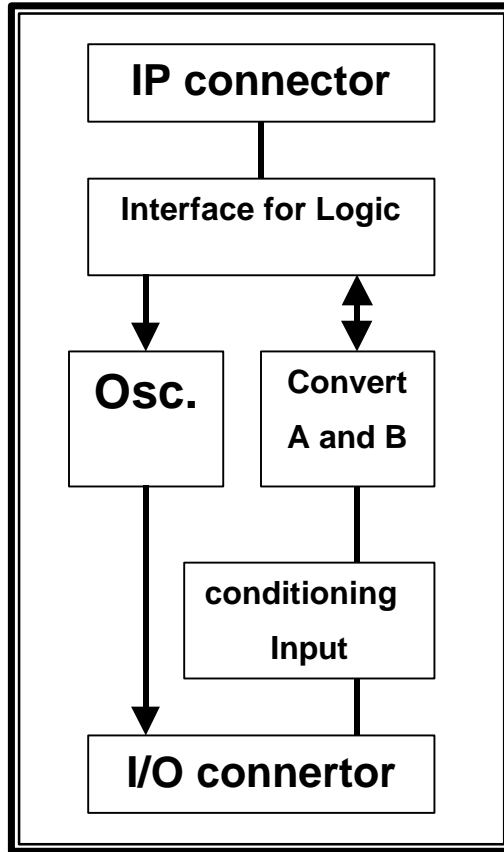 IP connector
Interface for Logic
Osc.
Convert
A and B
conditioning
Input
I/O connertor